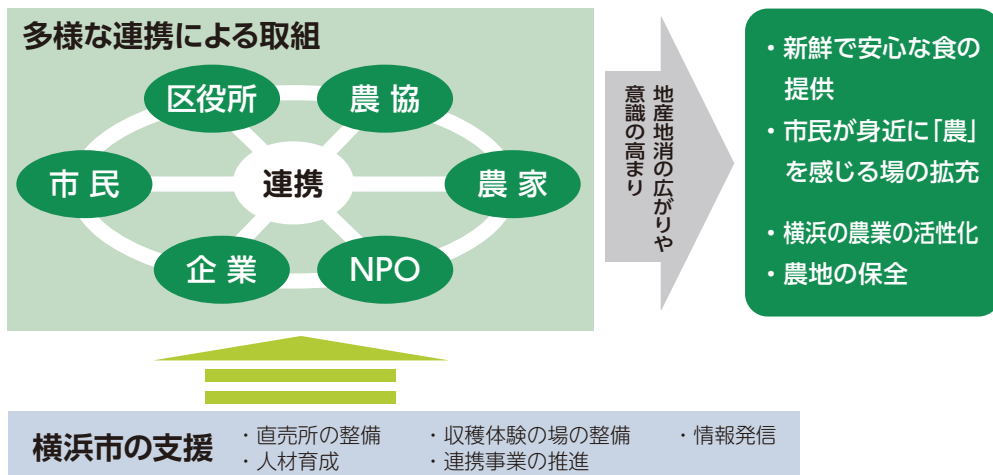 多様な連携による取組
区役所
農協
市民
連携
農家
企業
NPO
地産地消の広がりや
意識の高まり
・新鮮で安心な食の
提供
・市民が身近に「農」
を感じる場の拡充
・横浜の農業の活性化
・農地の保全
横浜市の支援
・直売所の整備 ・収穫体験の場の整備 ・情報発信
・人材育成 ・連携事業の推進